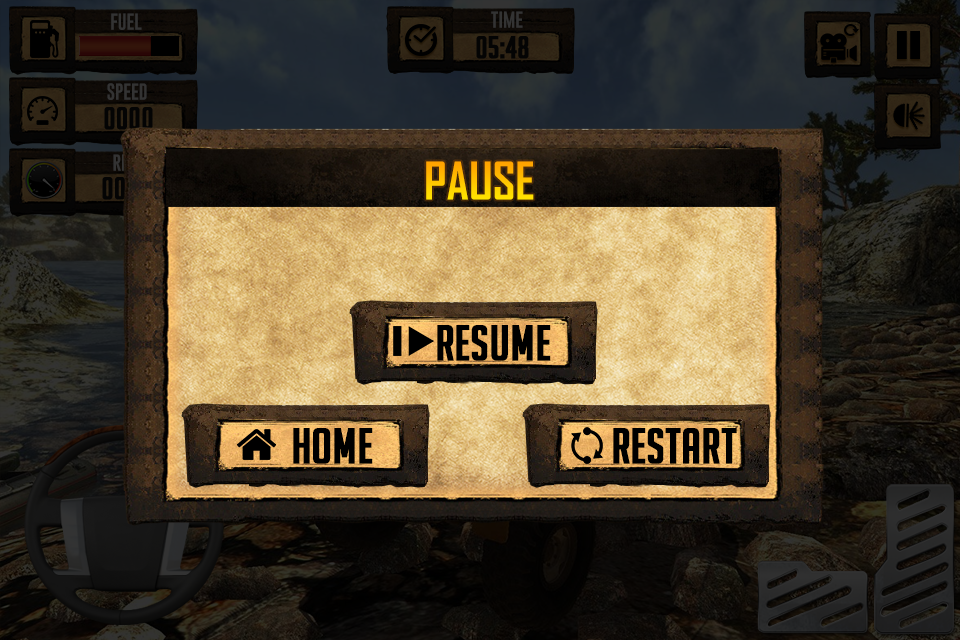 FUEL
TIME
05:48
SPEED
0000
PAUSE
RESUME
HOME
RESTART